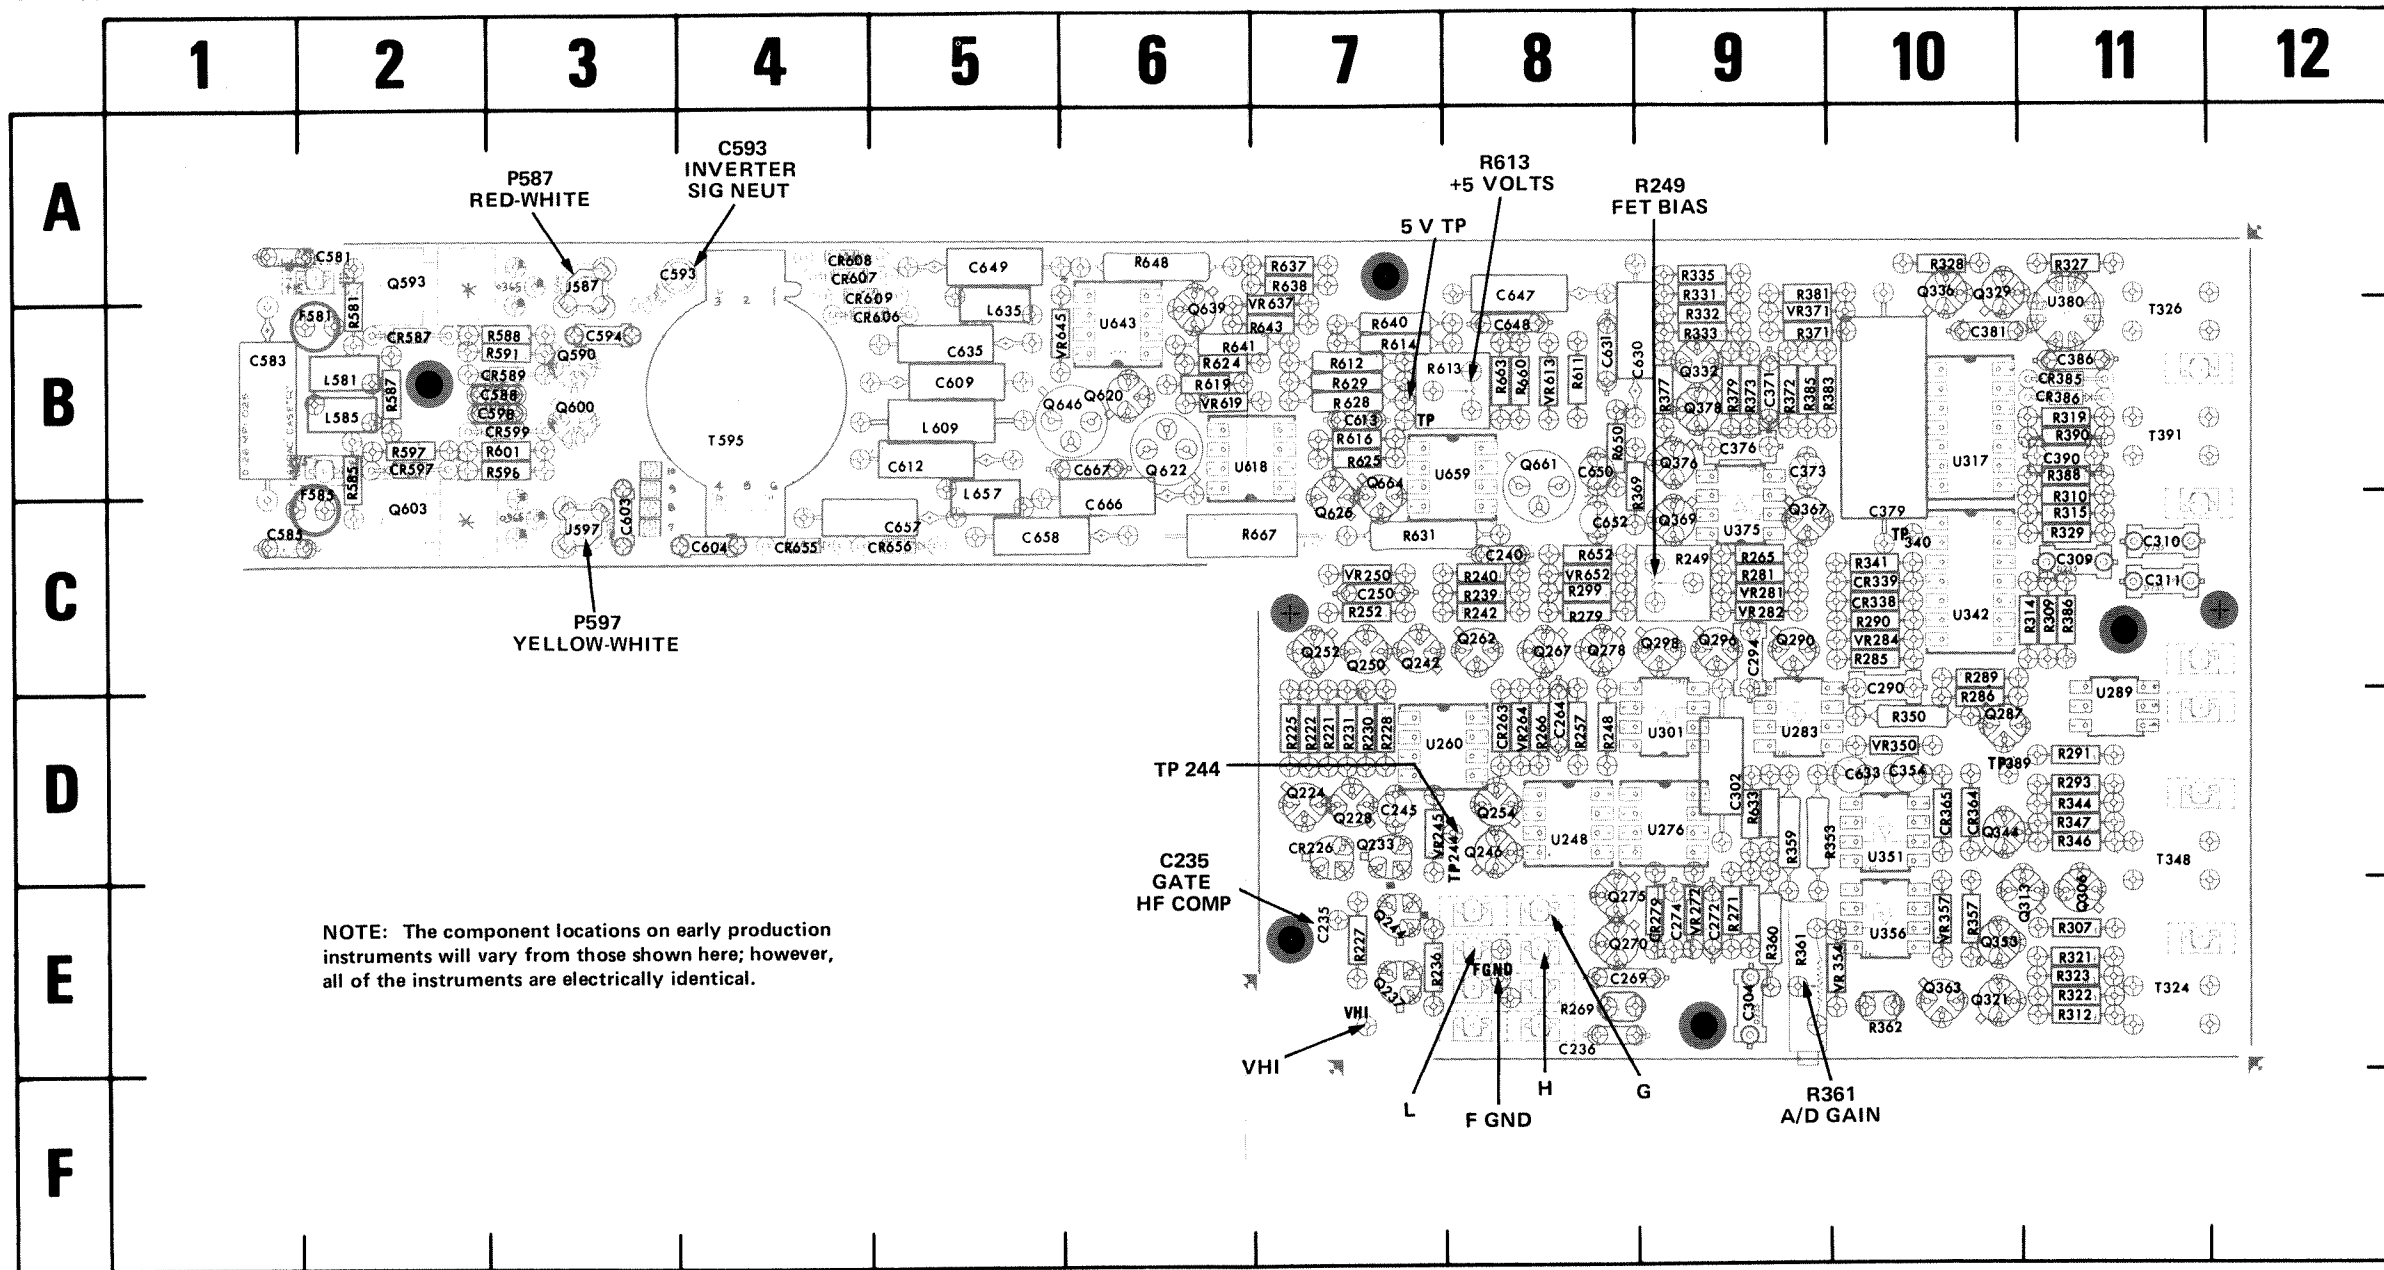 1 2 3 4 5 6 7 8 9 10 11 12
A
B
C
D
E
F
P587
RED-WHITE
C593
INVERTER
SIG NEUT
R613
+5 VOLTS
5 V TP
R249
FET BIAS
C581
Q593
J587
C593
CR608
CR607
CR609
CR606
C649
R648
L635
R637
R638
VR637
R643
C647
R335
R331
R332
R333
R381
VR371
R371
R328
Q336
Q329
R327
U380
T326
F581
R581
CR587
R588
C594
R591
Q590
C583
L581
R587
CR589
C588
C598
Q600
CR599
L585
T595
R597
R601
CR597
R596
R585
C635
C609
L609
C612
VR645
U643
Q639
R641
R624
R619
VR619
Q646
Q620
Q622
C667
U618
R640
R614
R612
R629
R628
C613
R616
R625
R613
TP
C648
R663
R660
VR613
R611
C631
C630
U659
Q661
C650
R650
R377
Q332
Q378
R379
R373
C371
R372
R385
R383
C376
Q376
C373
R369
C381
U317
C386
CR385
CR386
R319
R390
C390
R388
T391
F585
C585
Q603
J597
C603
C604
L657
C657
C658
C666
CR655
CR656
R667
Q626
Q664
R631
C652
Q369
U375
Q367
C379
TP
340
R310
R315
R329
C310
C309
C311
C240
R652
R249
R265
VR250
C250
R252
R240
R239
R242
VR652
R299
R279
R281
VR281
VR282
R341
CR339
CR338
R290
VR284
R285
U342
R314
R309
R386
P597
YELLOW-WHITE
Q252
Q250
Q242
Q262
Q267
Q278
Q298
Q296
C294
Q290
C290
R289
R286
U289
R225
R222
R221
R231
R230
R228
U260
CR263
VR264
R266
C264
R257
R248
U301
U283
R350
Q287
VR350
TP389
R291
TP 244
Q224
Q228
C245
VR245
TP244
Q254
U248
U276
C302
R633
R359
R353
C633
C354
U351
CR365
CR364
Q344
R293
R344
R347
R346
T348
CR226
Q233
Q246
C235
GATE
HF COMP
C235
R227
Q244
Q237
R236
VHI
FGND
Q275
Q270
C269
R269
C236
CR279
C274
VR272
C272
R271
R360
R361
C304
VR354
U356
VR357
R357
Q353
Q363
Q321
R362
Q313
Q306
R307
R321
R323
R322
R312
T324
NOTE: The component locations on early production
instruments will vary from those shown here; however,
all of the instruments are electrically identical.
VHI
L
F GND
H
G
R361
A/D GAIN